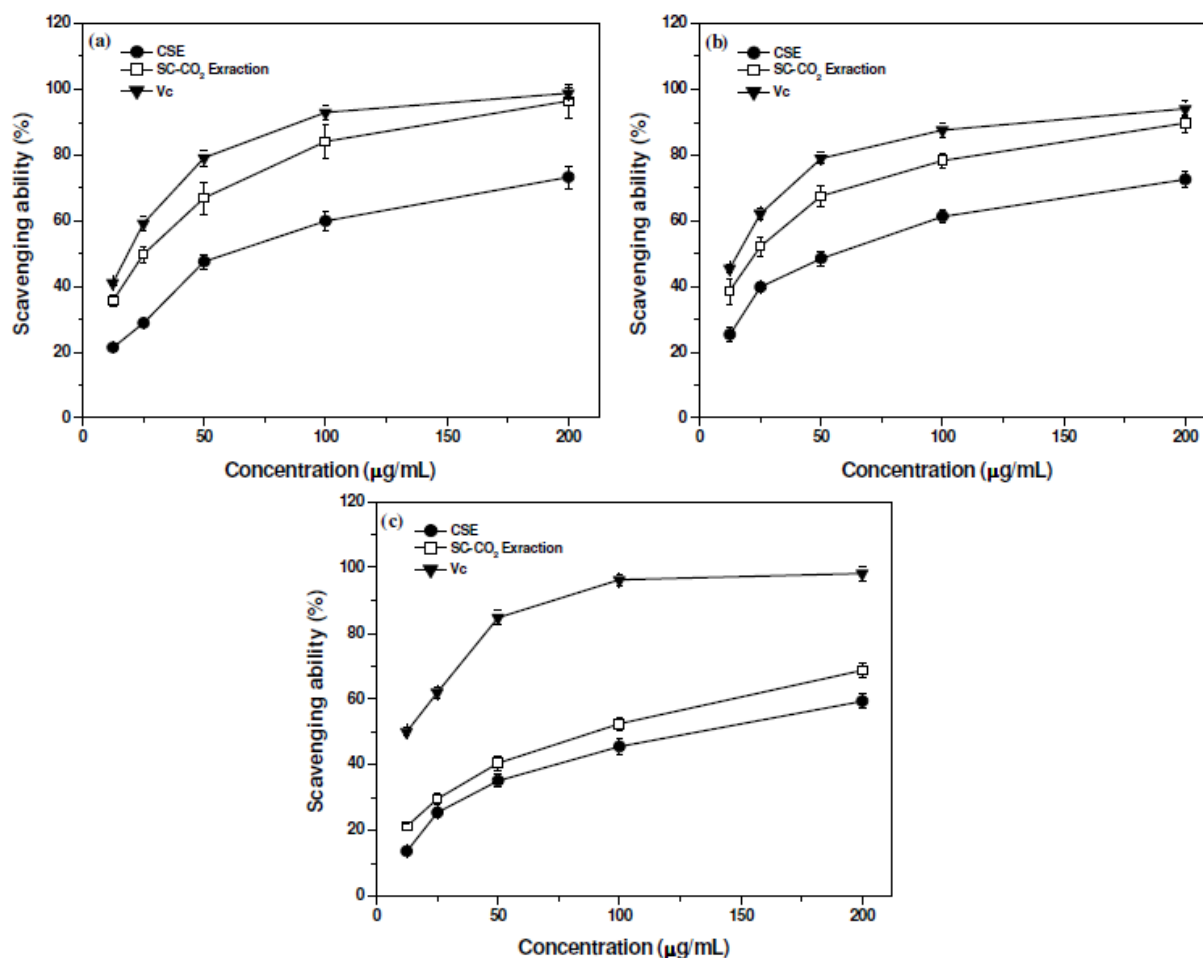 (a)
CSE
SC-CO₂ Exraction
Vc
Scavenging ability (%)
120
100
80
60
40
20
0
0 50 100 150 200
Concentration (μg/mL)
(b)
CSE
SC-CO₂ Exraction
Vc
Scavenging ability (%)
120
100
80
60
40
20
0
0 50 100 150 200
Concentration (μg/mL)
(c)
CSE
SC-CO₂ Exraction
Vc
Scavenging ability (%)
120
100
80
60
40
20
0
0 50 100 150 200
Concentration (μg/mL)